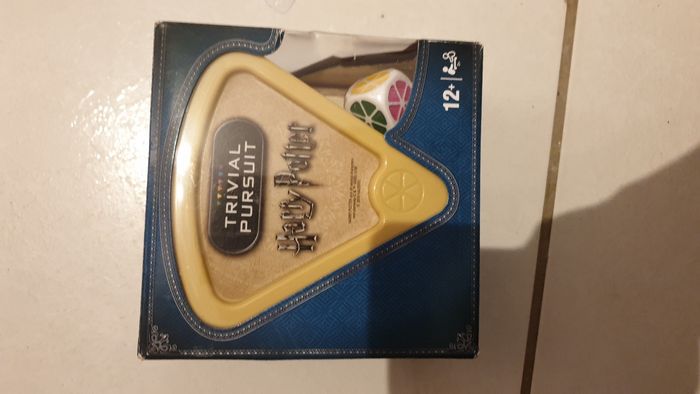 TRIVIAL
PURSUIT
Harry Potter
12+